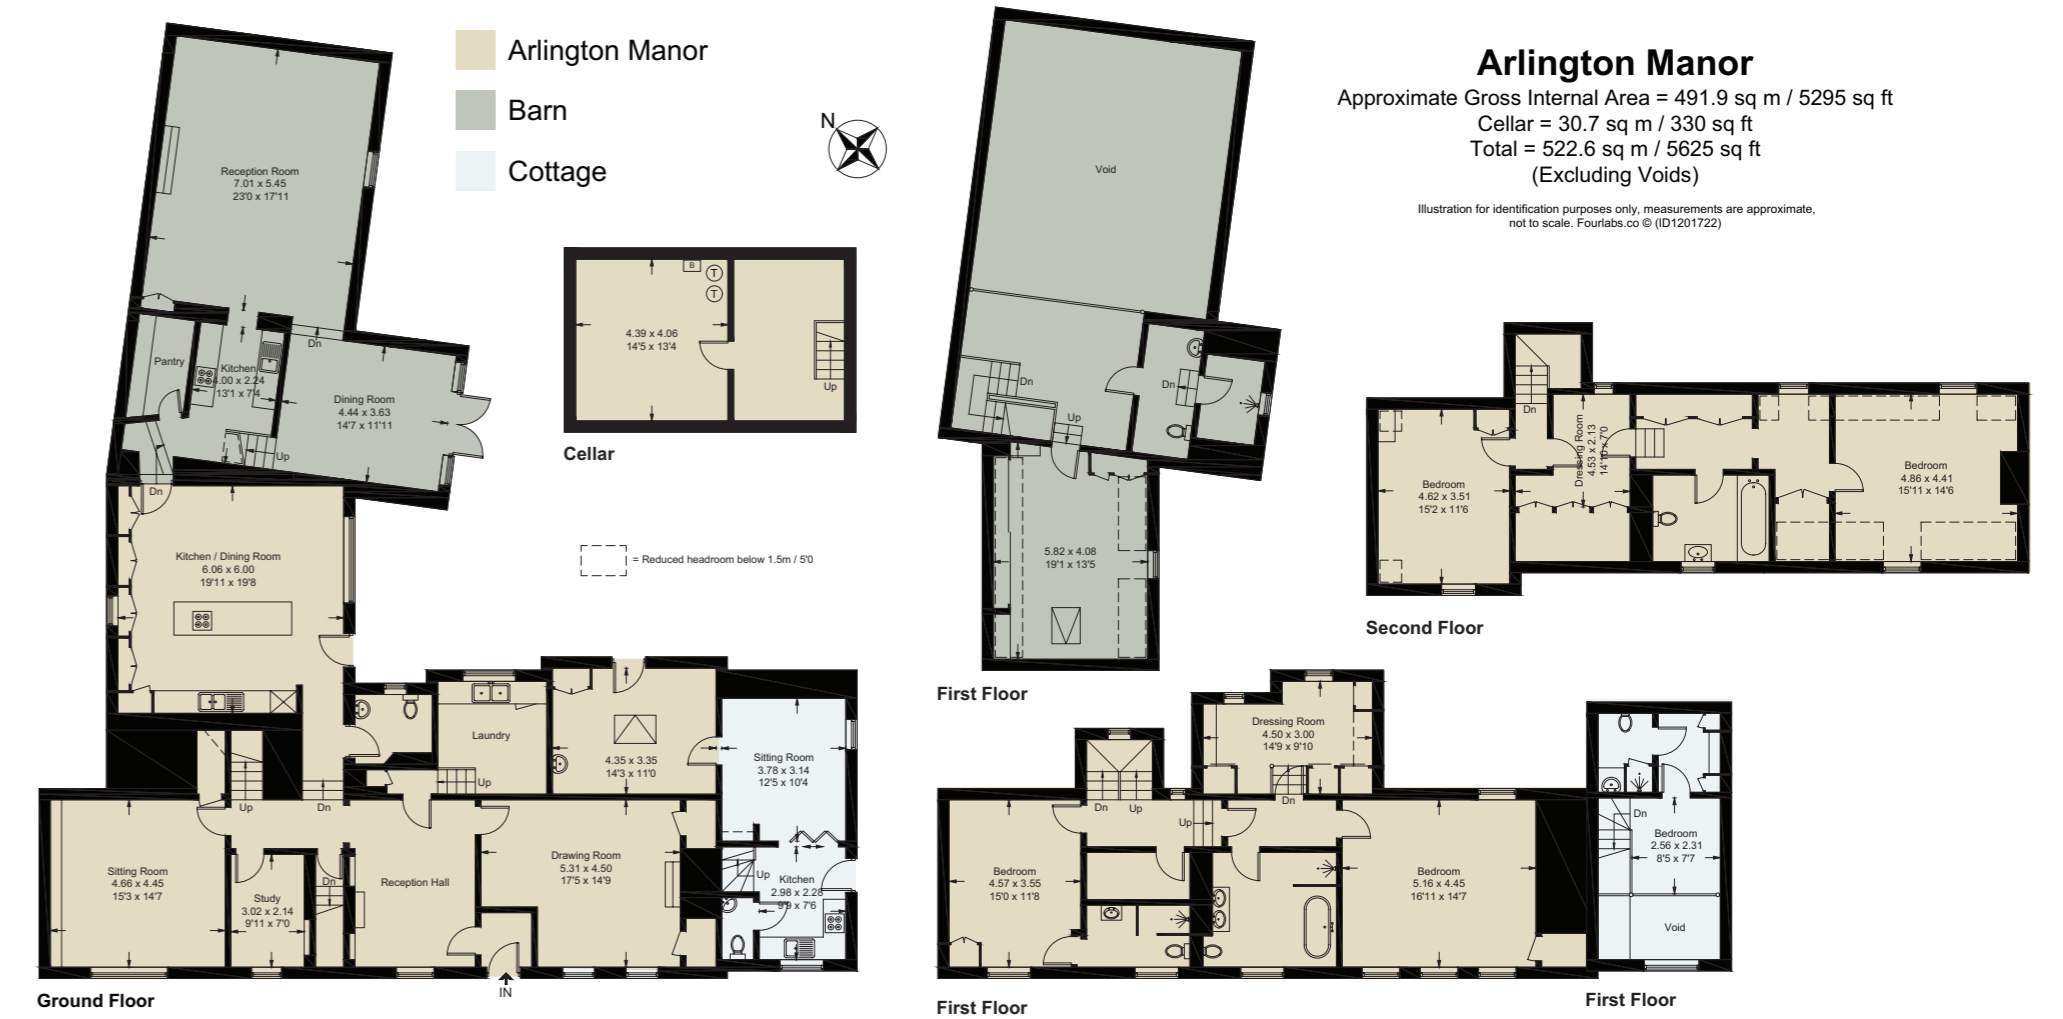 Arlington Manor
Barn
Cottage
N
Arlington Manor
Approximate Gross Internal Area = 491.9 sq m / 5295 sq ft
Cellar = 30.7 sq m / 330 sq ft
Total = 522.6 sq m / 5625 sq ft
(Excluding Voids)
Illustration for identification purposes only, measurements are approximate,
not to scale. Fourlabs.co © (ID1201722)
Reception Room
7.01 x 5.45
23'0 x 17'11
Dn
Pantry
Kitchen
4.00 x 2.24
13'1 x 7'4
Dining Room
4.44 x 3.63
14'7 x 11'11
Up
Dn
Kitchen / Dining Room
6.06 x 6.00
19'11 x 19'8
Laundry
Up
4.35 x 3.35
14'3 x 11'0
Sitting Room
3.78 x 3.14
12'5 x 10'4
Up
Dn
Sitting Room
4.66 x 4.45
15'3 x 14'7
Study
3.02 x 2.14
9'11 x 7'0
Dn
Reception Hall
Drawing Room
5.31 x 4.50
17'5 x 14'9
Up
Kitchen
2.98 x 2.28
9'9 x 7'6
IN
Ground Floor
B
T
T
4.39 x 4.06
14'5 x 13'4
Up
Cellar
= Reduced headroom below 1.5m / 5'0
Void
Dn
Up
Dn
5.82 x 4.08
19'1 x 13'5
First Floor
Dn
Dressing Room
4.53 x 2.13
14'10 x 7'0
Bedroom
4.62 x 3.51
15'2 x 11'6
Bedroom
4.86 x 4.41
15'11 x 14'6
Second Floor
Dressing Room
4.50 x 3.00
14'9 x 9'10
Dn
Dn
Up
Up
Bedroom
4.57 x 3.55
15'0 x 11'8
Bedroom
5.16 x 4.45
16'11 x 14'7
First Floor
Dn
Bedroom
2.56 x 2.31
8'5 x 7'7
Void
First Floor